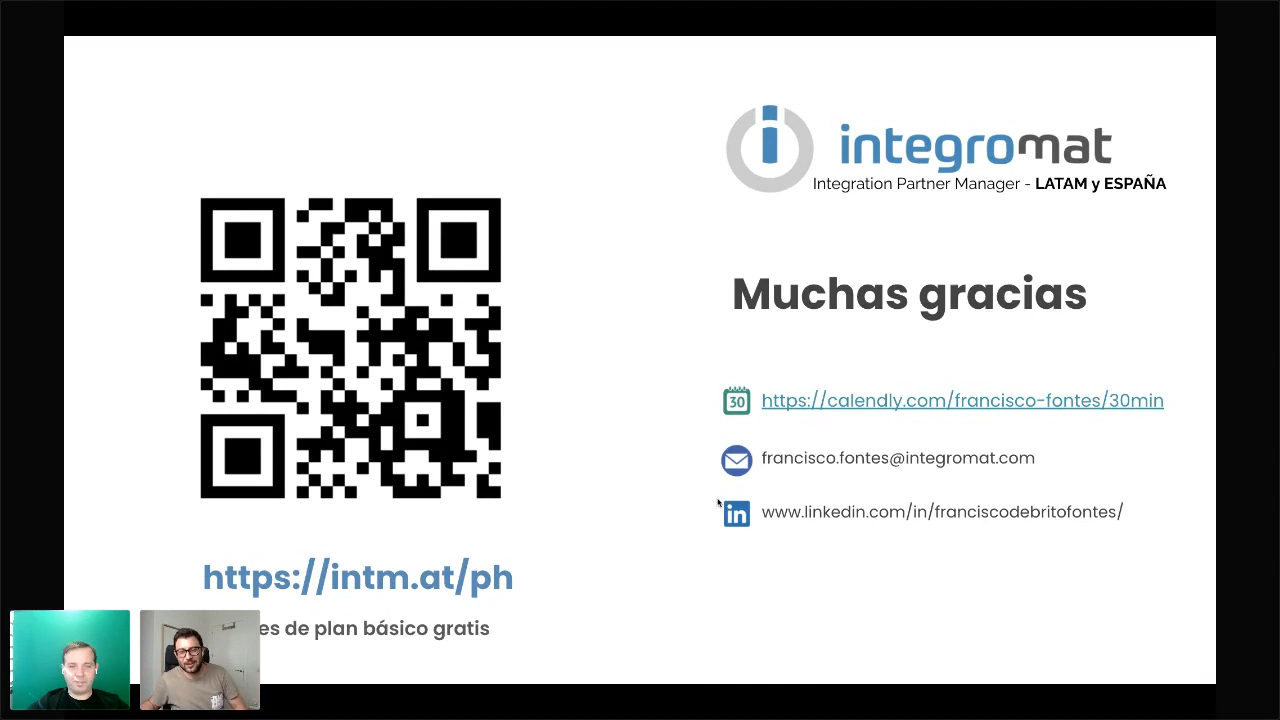 integromat
Integration Partner Manager - LATAM y ESPAÑA
Muchas gracias
30 https://calendly.com/francisco-fontes/30min
francisco.fontes@integromat.com
in www.linkedin.com/in/franciscodebritofontes/
https://intm.at/ph
es de plan básico gratis